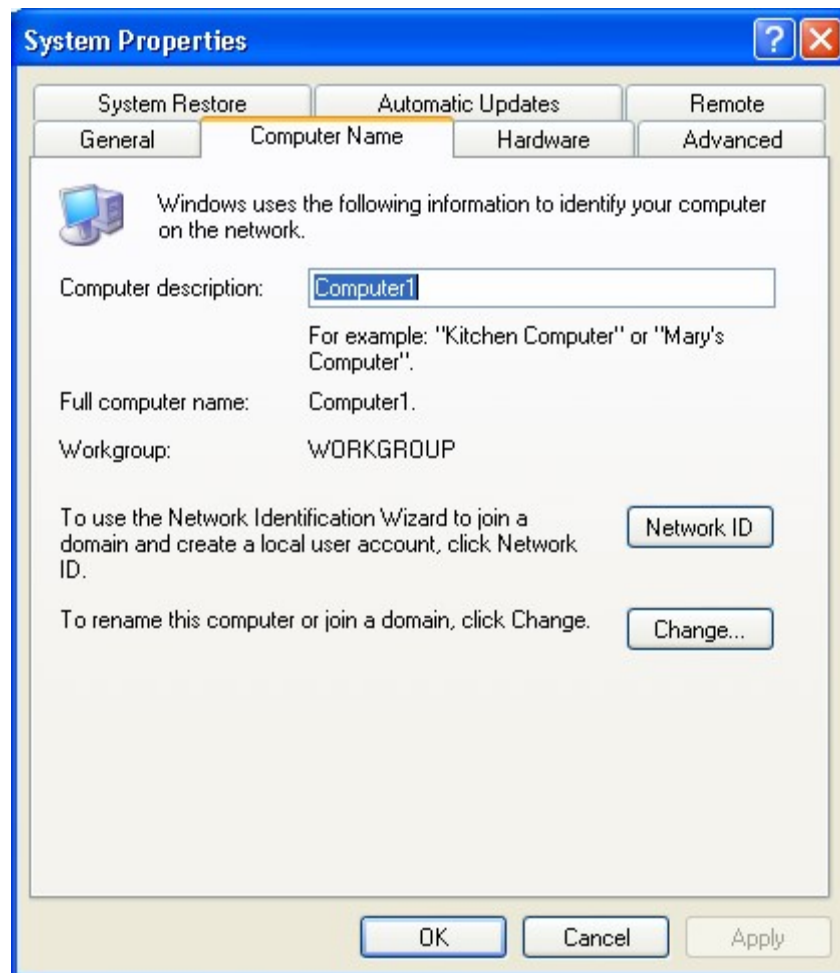 System Properties
System Restore Automatic Updates Remote
General Computer Name Hardware Advanced
Windows uses the following information to identify your computer
on the network.
Computer description: Computer1
For example: "Kitchen Computer" or "Mary's
Computer".
Full computer name: Computer1.
Workgroup: WORKGROUP
To use the Network Identification Wizard to join a
domain and create a local user account, click Network
ID.
Network ID
To rename this computer or join a domain, click Change.
Change...
OK Cancel Apply